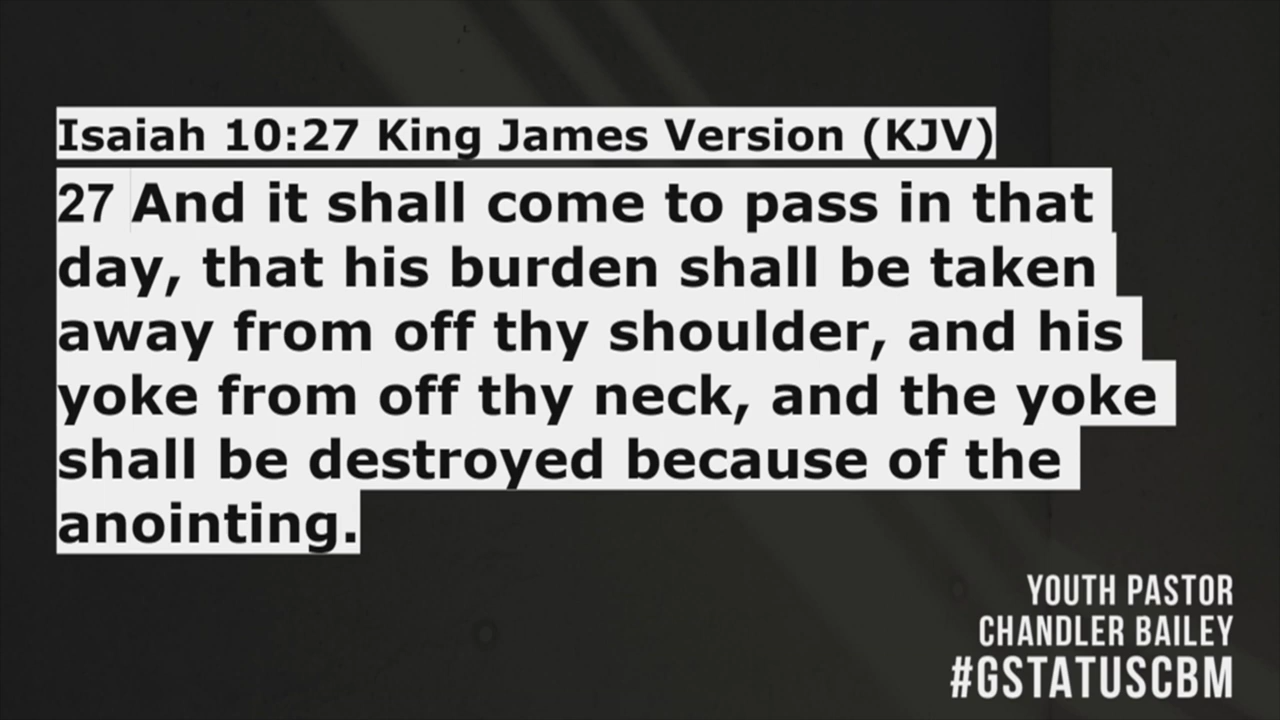 Isaiah 10:27 King James Version (KJV)
27 And it shall come to pass in that
day, that his burden shall be taken
away from off thy shoulder, and his
yoke from off thy neck, and the yoke
shall be destroyed because of the
anointing.
YOUTH PASTOR
CHANDLER BAILEY
#GSTATUSCBM